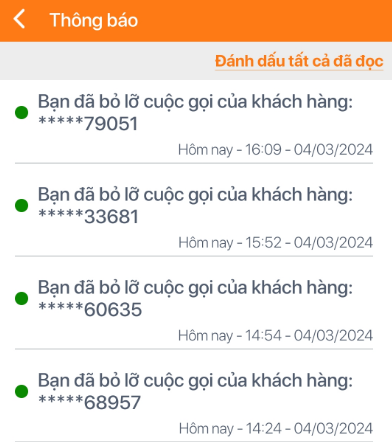 Thông báo
Đánh dấu tất cả đã đọc
Bạn đã bỏ lỡ cuộc gọi của khách hàng:
*****79051
Hôm nay - 16:09 - 04/03/2024
Bạn đã bỏ lỡ cuộc gọi của khách hàng:
*****33681
Hôm nay - 15:52 - 04/03/2024
Bạn đã bỏ lỡ cuộc gọi của khách hàng:
*****60635
Hôm nay - 14:54 - 04/03/2024
Bạn đã bỏ lỡ cuộc gọi của khách hàng:
*****68957
Hôm nay - 14:24 - 04/03/2024